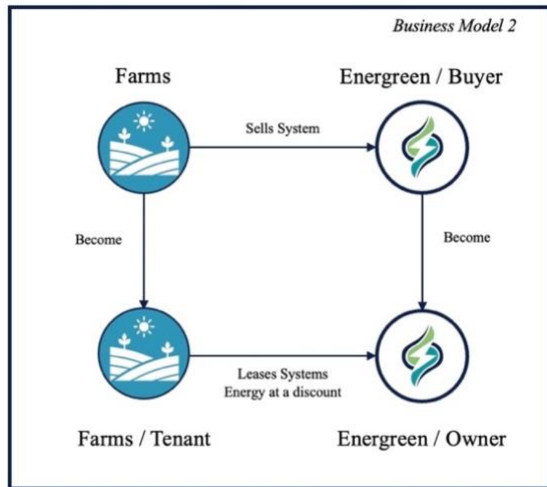 Business Model 2
Farms
Energreen / Buyer
Sells System
Become
Become
Leases Systems
Energy at a discount
Farms / Tenant
Energreen / Owner